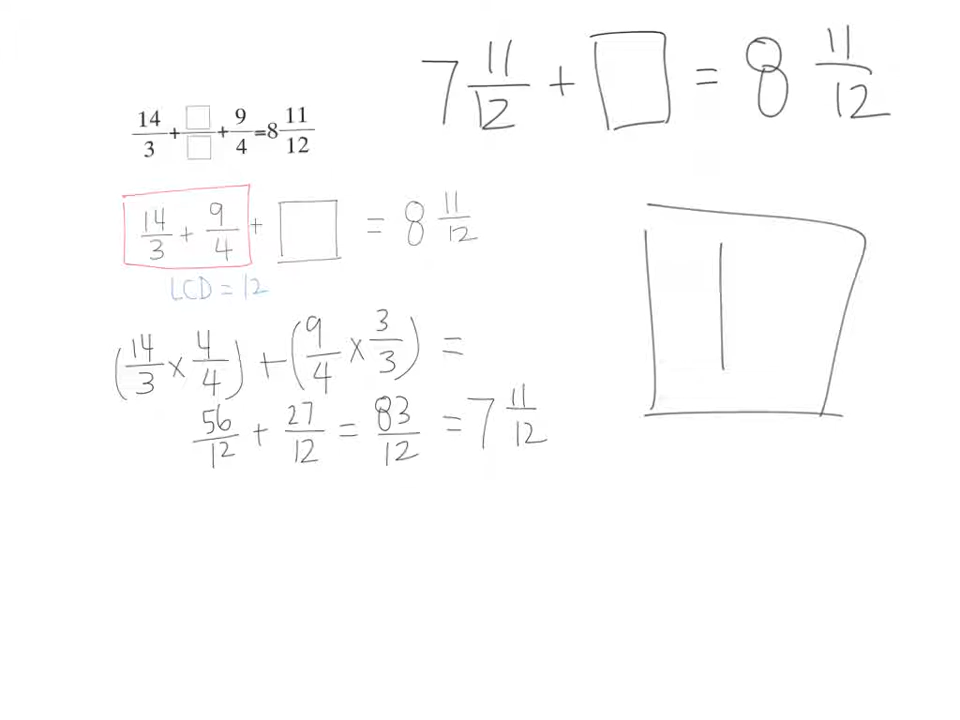 7 11/12 + □ = 8 11/12
14/3 + □/□ + 9/4 = 8 11/12
14/3 + 9/4 + □ = 8 11/12
LCD = 12
(14/3 × 4/4) + (9/4 × 3/3) =
56/12 + 27/12 = 83/12 = 7 11/12
1